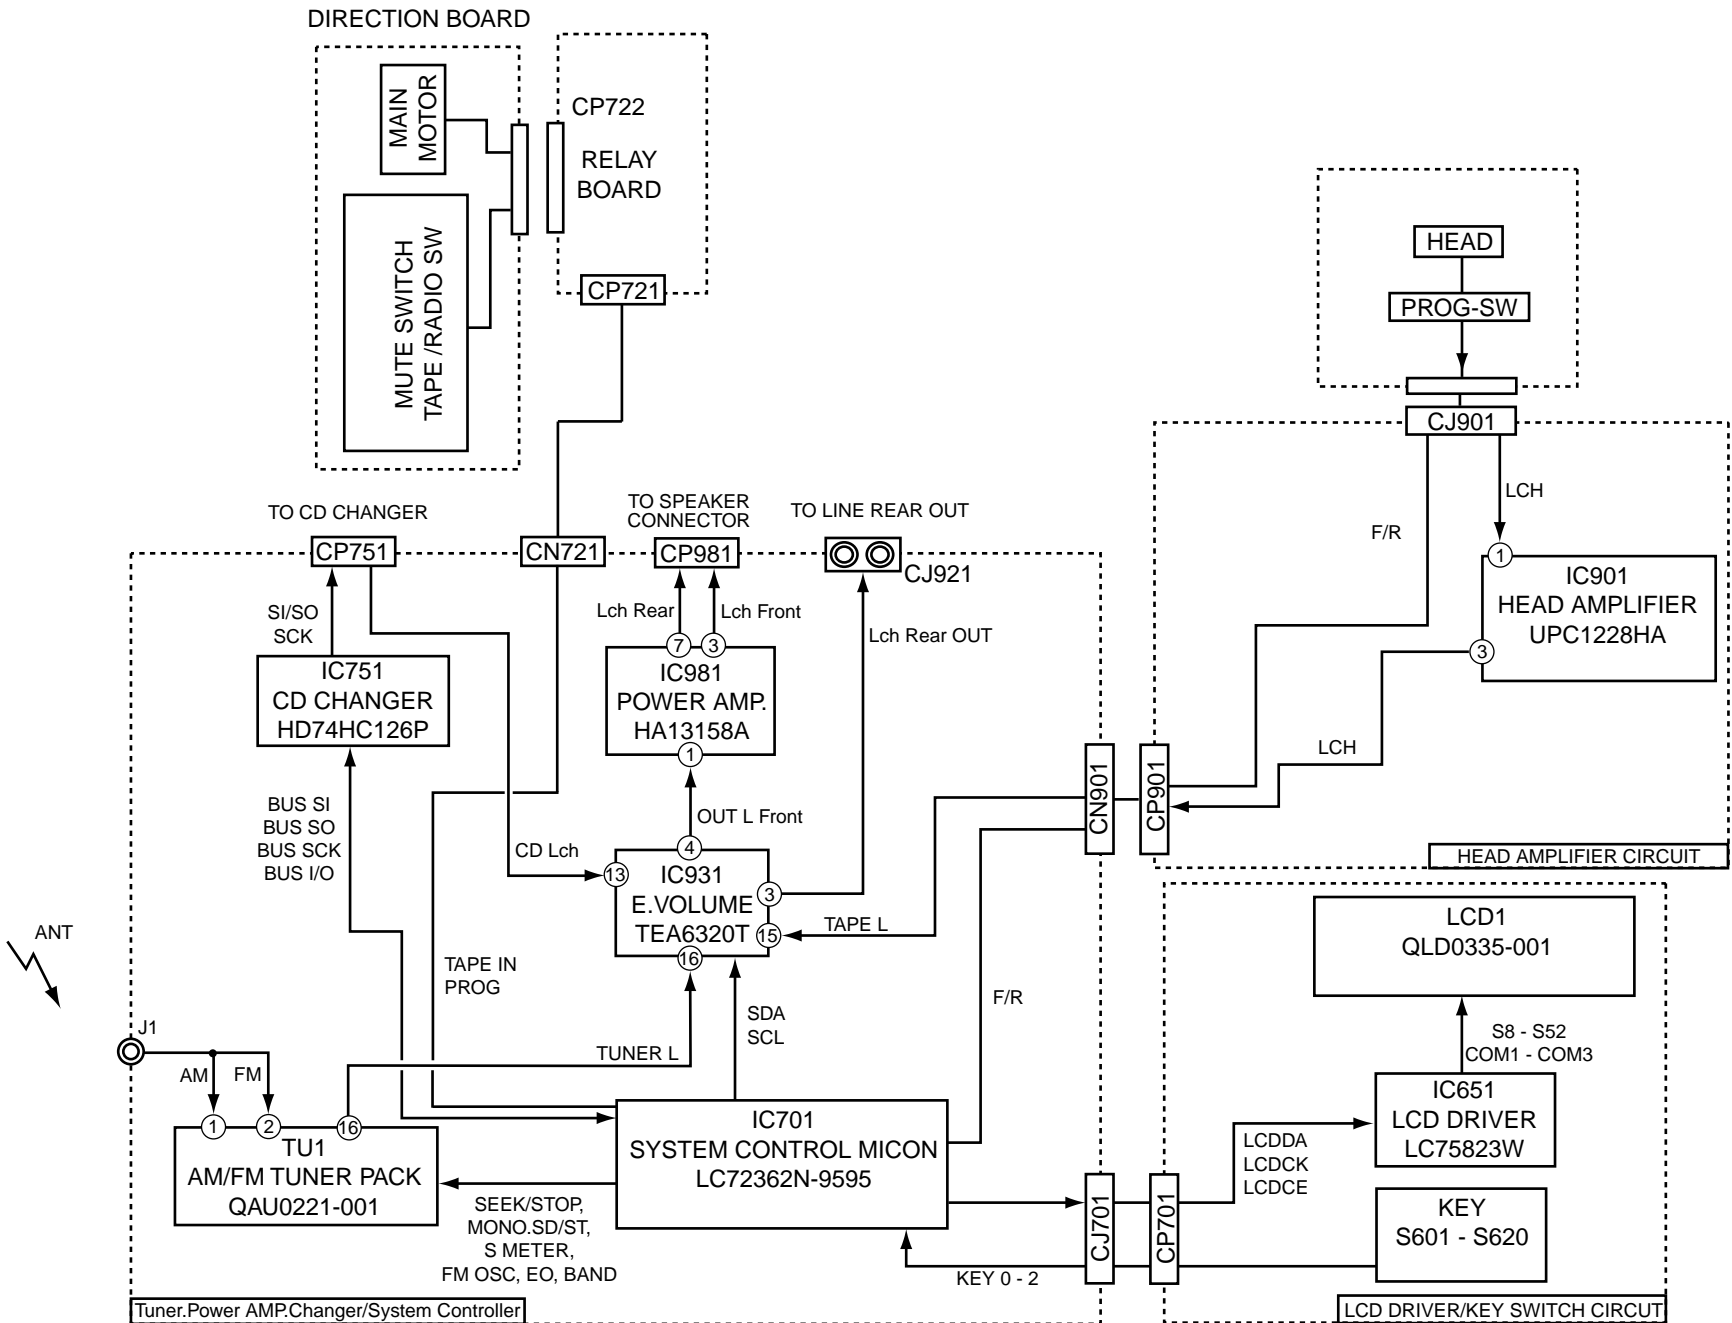 DIRECTION BOARD
MAIN
MOTOR
MUTE SWITCH
TAPE /RADIO SW
CP722
RELAY
BOARD
CP721
HEAD
PROG-SW
CJ901
LCH
F/R
1
IC901
HEAD AMPLIFIER
UPC1228HA
3
LCH
CP901
HEAD AMPLIFIER CIRCUIT
TO CD CHANGER
CP751
CN721
TO SPEAKER
CONNECTOR
CP981
TO LINE REAR OUT
CJ921
SI/SO
SCK
IC751
CD CHANGER
HD74HC126P
Lch Rear
Lch Front
7
3
IC981
POWER AMP.
HA13158A
1
Lch Rear OUT
CN901
BUS SI
BUS SO
BUS SCK
BUS I/O
OUT L Front
CD Lch
4
13
IC931
E.VOLUME
TEA6320T
3
15
16
TAPE L
TAPE IN
PROG
F/R
SDA
SCL
TUNER L
ANT
J1
AM
FM
1
2
16
TU1
AM/FM TUNER PACK
QAU0221-001
IC701
SYSTEM CONTROL MICON
LC72362N-9595
SEEK/STOP,
MONO.SD/ST,
S METER,
FM OSC, EO, BAND
KEY 0 - 2
CJ701
CP701
Tuner.Power AMP.Changer/System Controller
LCD1
QLD0335-001
S8 - S52
COM1 - COM3
IC651
LCD DRIVER
LC75823W
LCDDA
LCDCK
LCDCE
KEY
S601 - S620
LCD DRIVER/KEY SWITCH CIRCUT